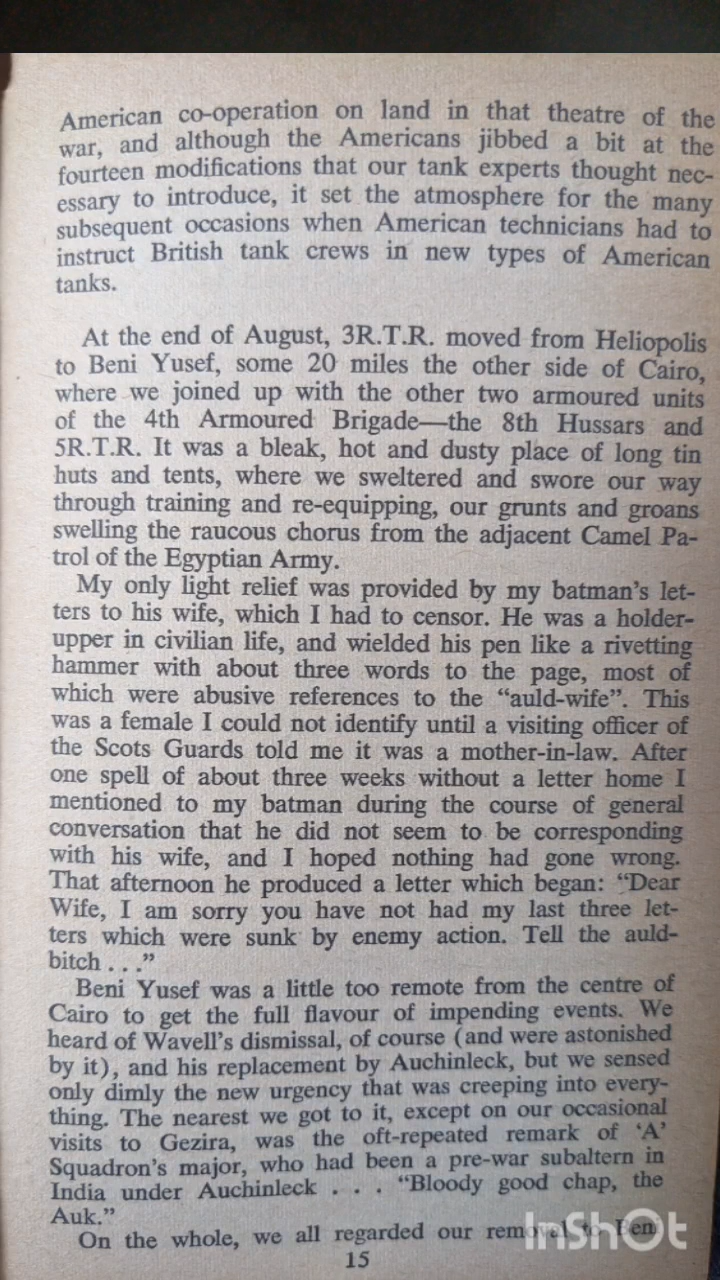 American co-operation on land in that theatre of the
war, and although the Americans jibbed a bit at the
fourteen modifications that our tank experts thought nec-
essary to introduce, it set the atmosphere for the many
subsequent occasions when American technicians had to
instruct British tank crews in new types of American
tanks.
At the end of August, 3R.T.R. moved from Heliopolis
to Beni Yusef, some 20 miles the other side of Cairo,
where we joined up with the other two armoured units
of the 4th Armoured Brigade—the 8th Hussars and
5R.T.R. It was a bleak, hot and dusty place of long tin
huts and tents, where we sweltered and swore our way
through training and re-equipping, our grunts and groans
swelling the raucous chorus from the adjacent Camel Pa-
trol of the Egyptian Army.
My only light relief was provided by my batman's let-
ters to his wife, which I had to censor. He was a holder-
upper in civilian life, and wielded his pen like a rivetting
hammer with about three words to the page, most of
which were abusive references to the “auld-wife”. This
was a female I could not identify until a visiting officer of
the Scots Guards told me it was a mother-in-law. After
one spell of about three weeks without a letter home I
mentioned to my batman during the course of general
conversation that he did not seem to be corresponding
with his wife, and I hoped nothing had gone wrong.
That afternoon he produced a letter which began: “Dear
Wife, I am sorry you have not had my last three let-
ters which were sunk by enemy action. Tell the auld-
bitch . . .”
Beni Yusef was a little too remote from the centre of
Cairo to get the full flavour of impending events. We
heard of Wavell's dismissal, of course (and were astonished
by it), and his replacement by Auchinleck, but we sensed
only dimly the new urgency that was creeping into every-
thing. The nearest we got to it, except on our occasional
visits to Gezira, was the oft-repeated remark of ‘A’
Squadron's major, who had been a pre-war subaltern in
India under Auchinleck . . . “Bloody good chap, the
Auk.”
On the whole, we all regarded our removal to Beni
15
InShOt